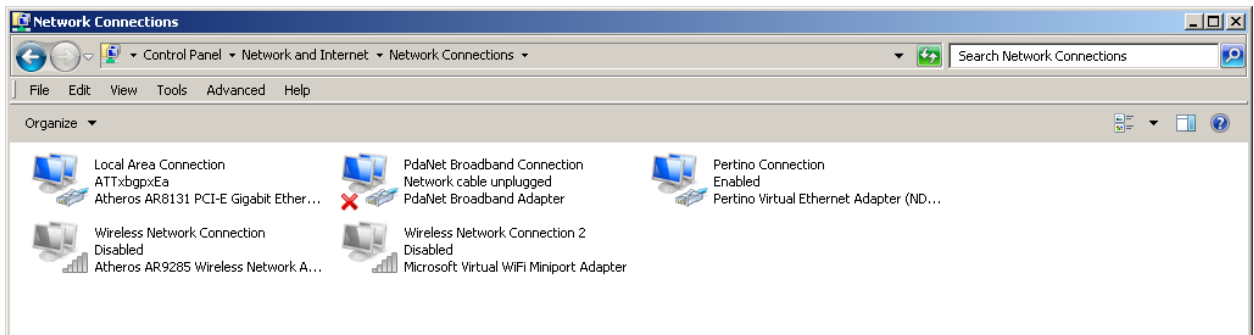 Network Connections
Control Panel Network and Internet Network Connections Search Network Connections
File Edit View Tools Advanced Help
Organize
Local Area Connection
ATTxbgpxEa
Atheros AR8131 PCI-E Gigabit Ether...
PdaNet Broadband Connection
Network cable unplugged
PdaNet Broadband Adapter
Pertino Connection
Enabled
Pertino Virtual Ethernet Adapter (ND...
Wireless Network Connection
Disabled
Atheros AR9285 Wireless Network A...
Wireless Network Connection 2
Disabled
Microsoft Virtual WiFi Miniport Adapter